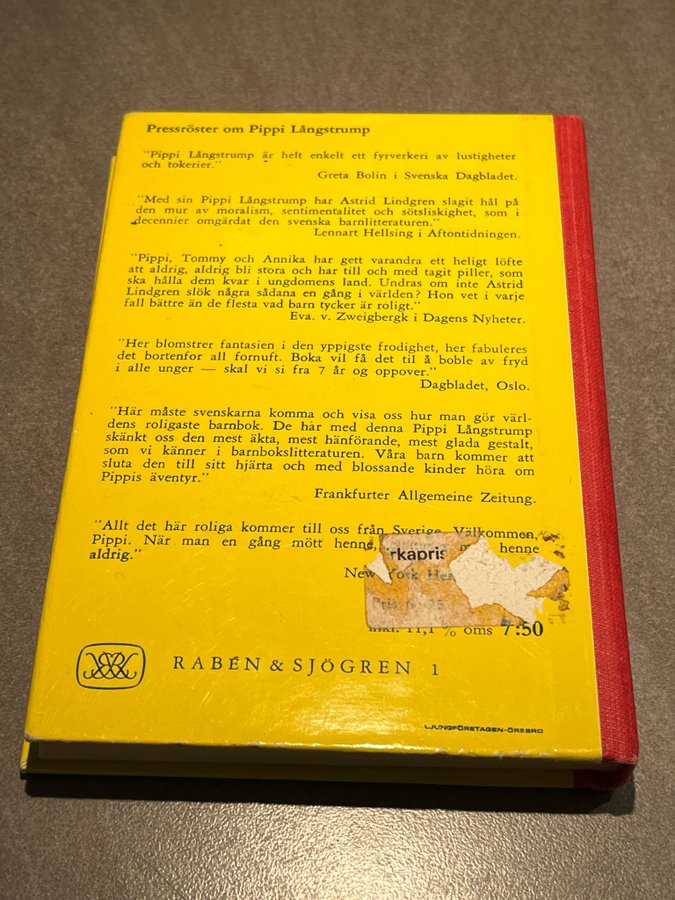 Pressröster om Pippi Långstrump
"Pippi Långstrump är helt enkelt ett fyrverkeri av lustigheter
och tokerier."
Greta Bolin i Svenska Dagbladet.
"Med sin Pippi Långstrump har Astrid Lindgren slagit hål på
den mur av moralism, sentimentalitet och sötsliskighet, som i
decennier omgärdat den svenska barnlitteraturen."
Lennart Hellsing i Aftontidningen.
"Pippi, Tommy och Annika har gett varandra ett heligt löfte
att aldrig, aldrig bli stora och har till och med tagit piller, som
ska hålla dem kvar i ungdomens land. Undras om inte Astrid
Lindgren slök några sådana en gång i världen? Hon vet i varje
fall bättre än de flesta vad barn tycker är roligt."
Eva. v. Zweigbergk i Dagens Nyheter.
"Her blomstrer fantasien i den yppigste frodighet, her fabuleres
det bortenfor all fornuft. Boka vil få det til å boble av fryd
i alle unger — skal vi si fra 7 år og oppover."
Dagbladet, Oslo.
"Här måste svenskarna komma och visa oss hur man gör värl-
dens roligaste barnbok. De har med denna Pippi Långstrump
skänkt oss den mest äkta, mest hänförande, mest glada gestalt,
som vi känner i barnbokslitteraturen. Våra barn kommer att
sluta den till sitt hjärta och med blossande kinder höra om
Pippis äventyr."
Frankfurter Allgemeine Zeitung.
"Allt det här roliga kommer till oss från Sverige. Välkommen,
Pippi. När man en gång mött henne, henne
aldrig."
rkapris
New York
Pris
inkl. 11,1 % oms 7:50
RABÉN & SJÖGREN 1
LJUNGFÖRETAGEN-ÖREBRO